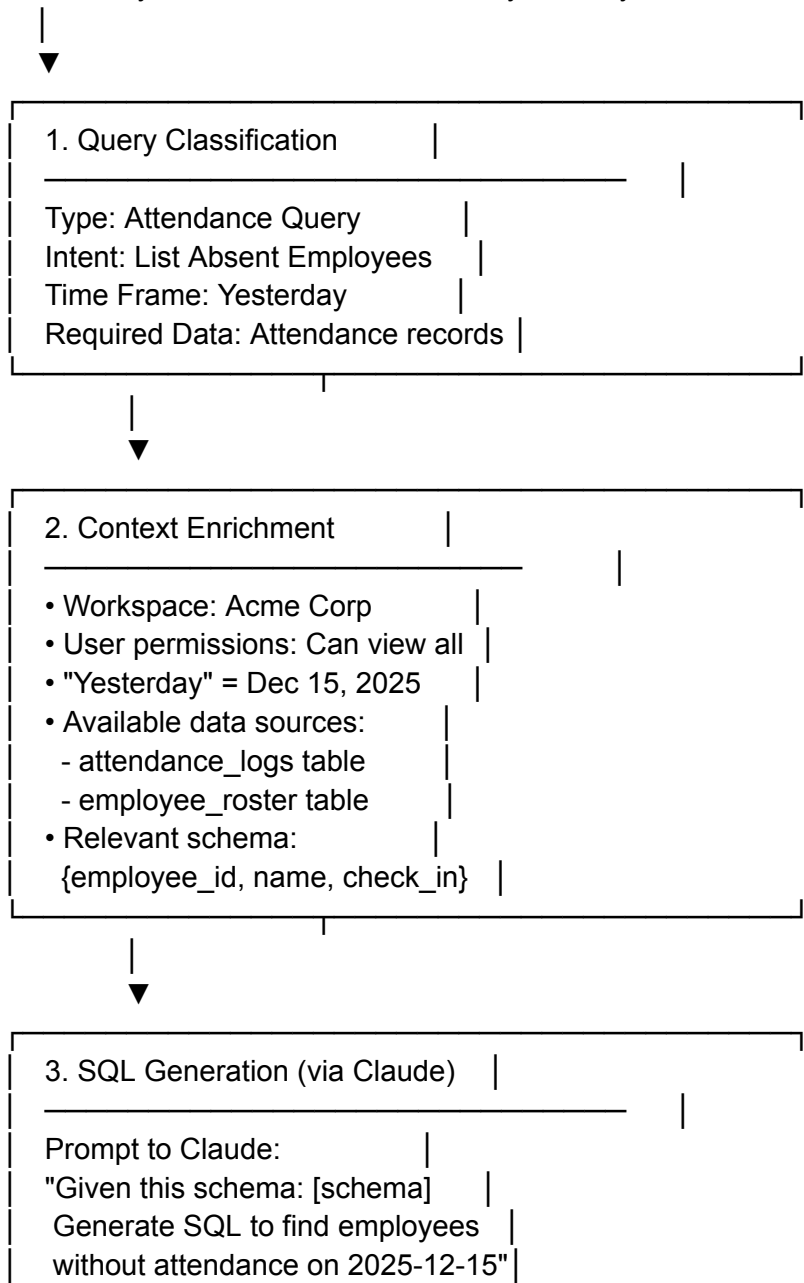 1. Query Classification
Type: Attendance Query
Intent: List Absent Employees
Time Frame: Yesterday
Required Data: Attendance records
2. Context Enrichment
• Workspace: Acme Corp
• User permissions: Can view all
• "Yesterday" = Dec 15, 2025
• Available data sources:
- attendance_logs table
- employee_roster table
• Relevant schema:
{employee_id, name, check_in}
3. SQL Generation (via Claude)
Prompt to Claude:
"Given this schema: [schema]
Generate SQL to find employees
without attendance on 2025-12-15"